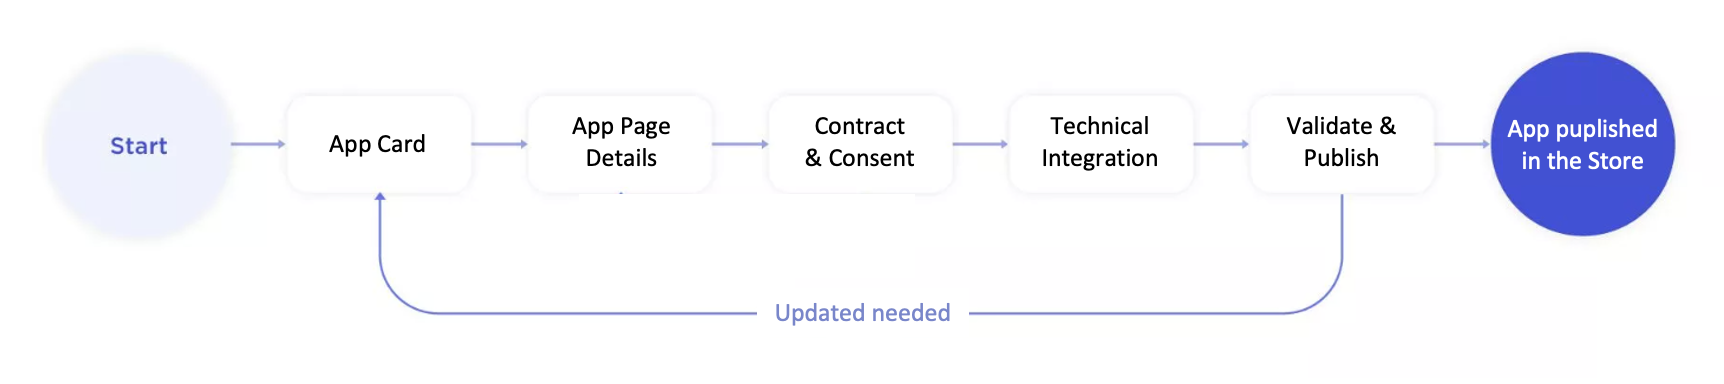 Start
App Card
App Page
Details
Contract
& Consent
Technical
Integration
Validate &
Publish
App puplished
in the Store
Updated needed